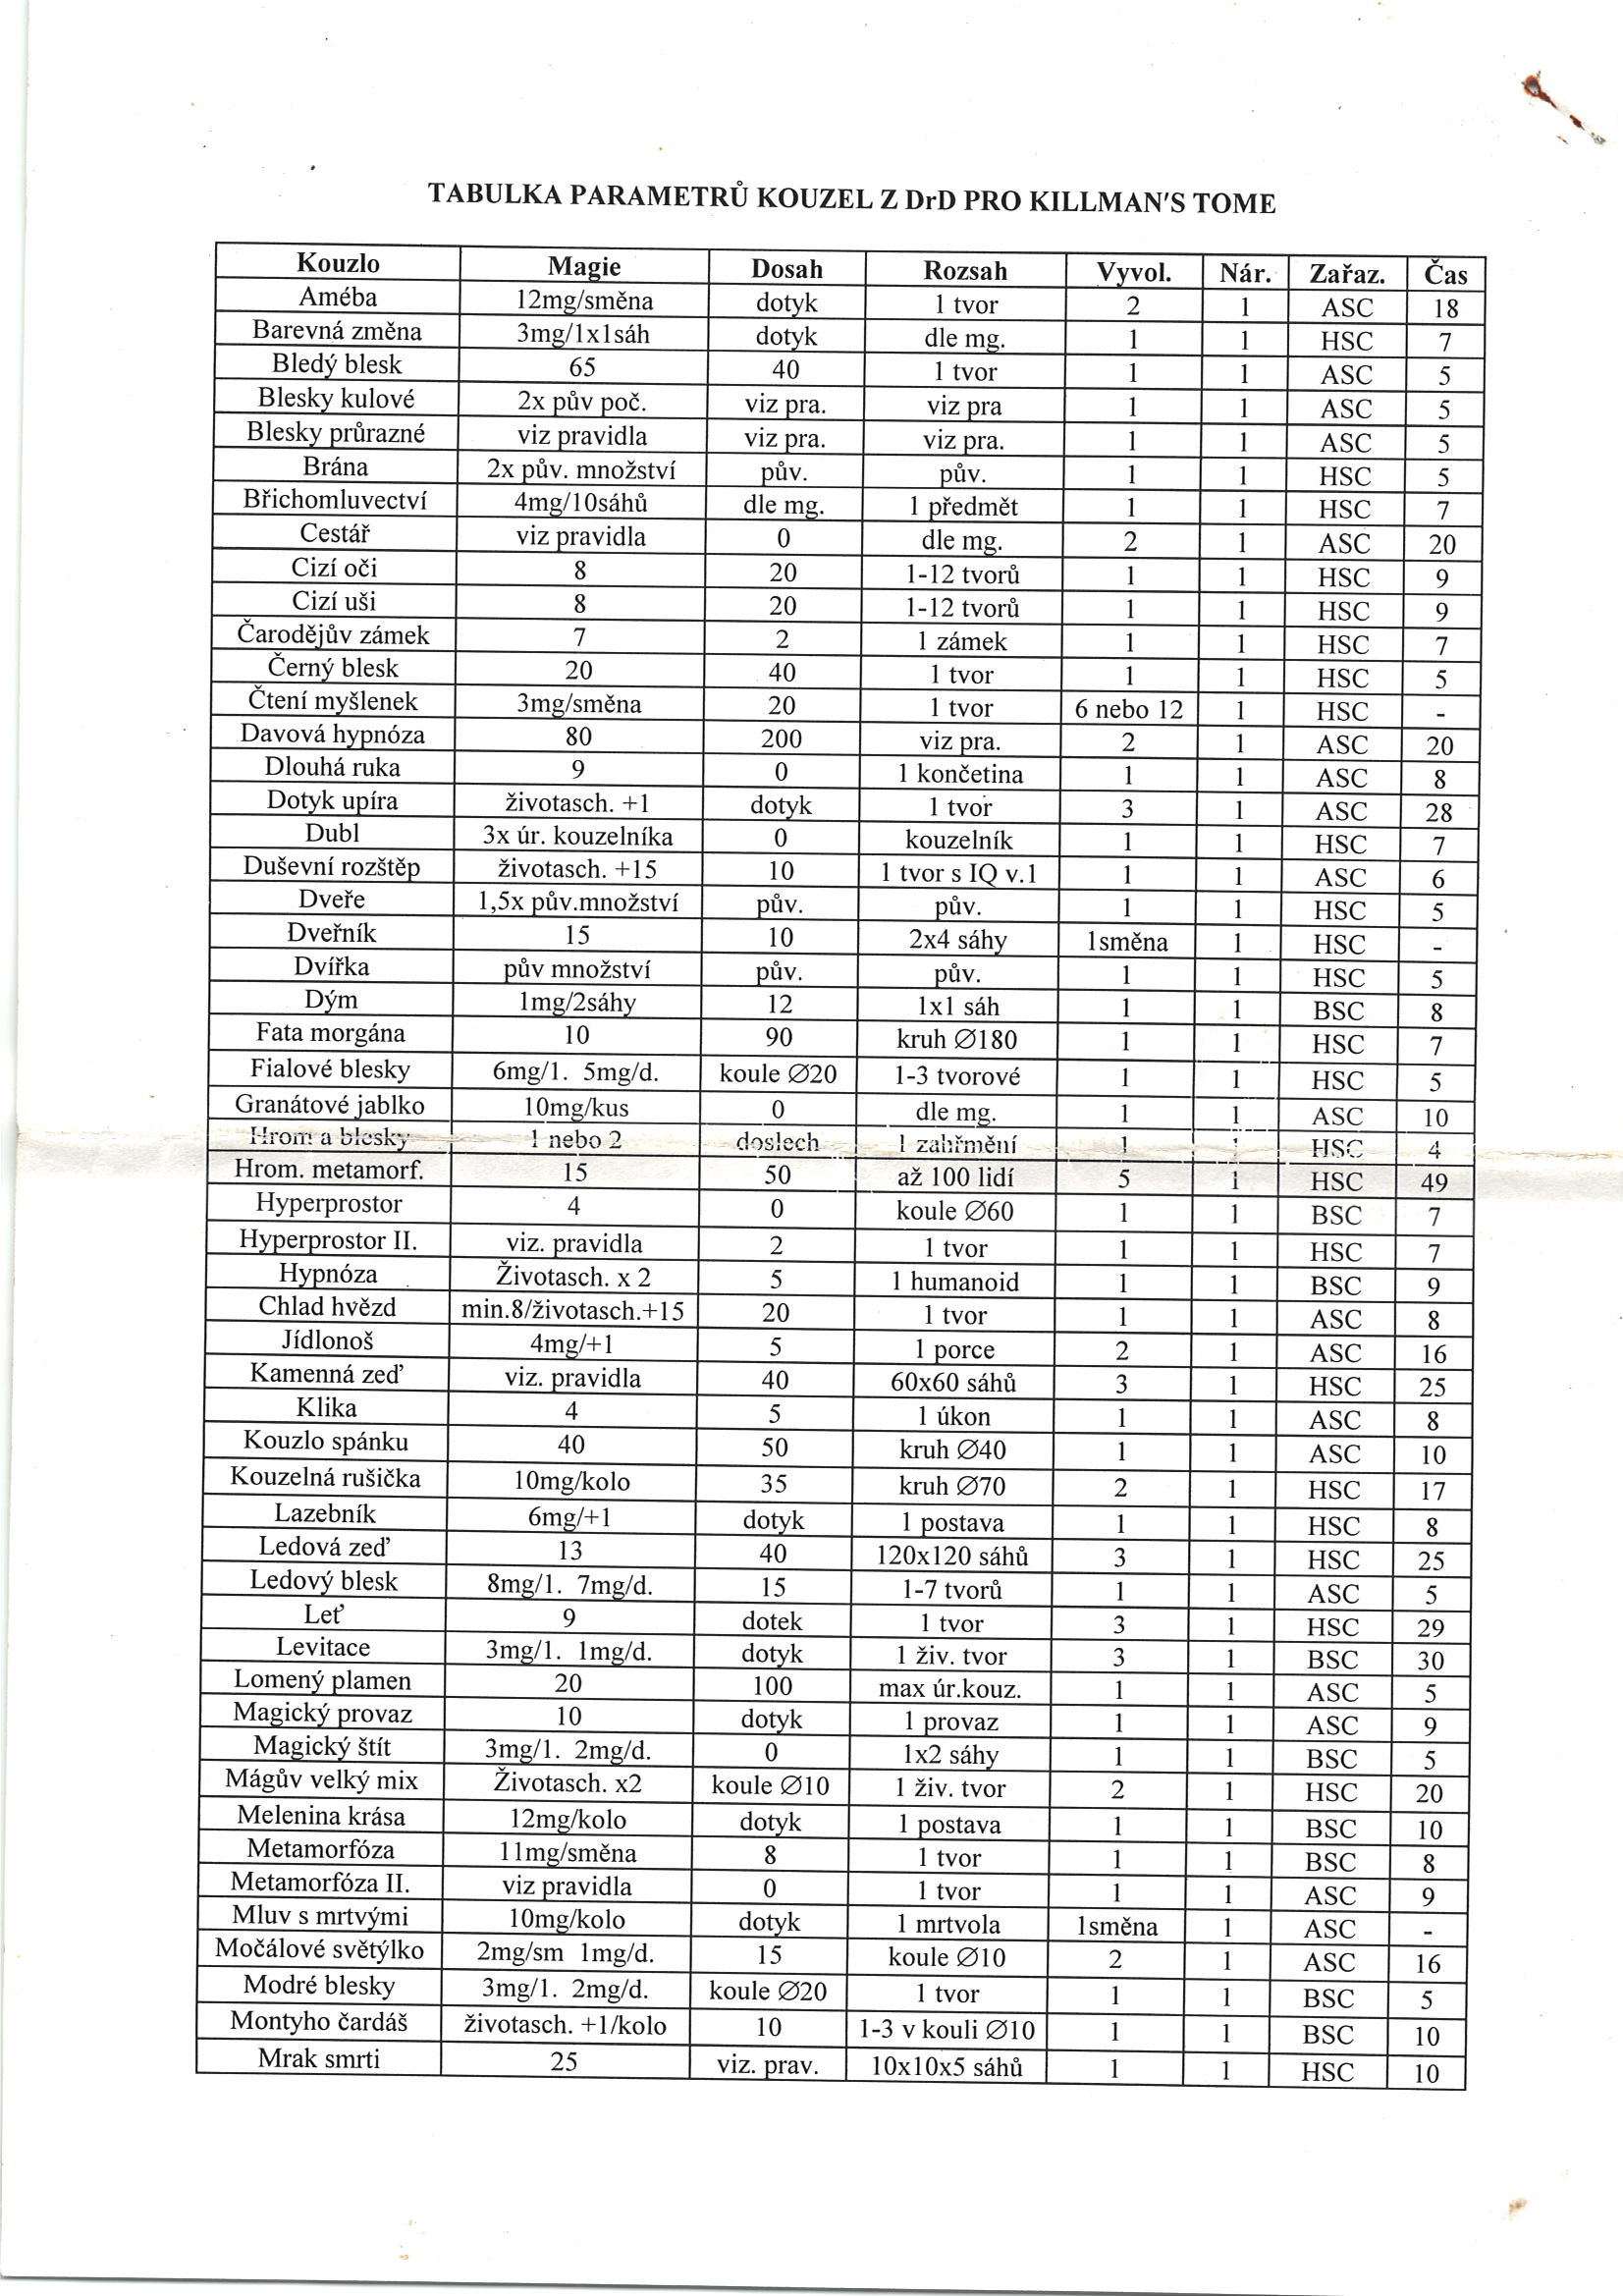 TABULKA PARAMETRŮ KOUZEL Z DrD PRO KILLMAN'S TOME
Kouzlo Magie Dosah Rozsah Vyvol. Nár. Zařaz. Čas
Améba 12mg/směna dotyk 1 tvor 2 1 ASC 18
Barevná změna 3mg/1x1sáh dotyk dle mg. 1 1 HSC 7
Bledý blesk 65 40 1 tvor 1 1 ASC 5
Blesky kulové 2x pův poč. viz pra. viz pra 1 1 ASC 5
Blesky průrazné viz pravidla viz pra. viz pra. 1 1 ASC 5
Brána 2x pův. množství pův. pův. 1 1 HSC 5
Břichomluvectví 4mg/10sáhů dle mg. 1 předmět 1 1 HSC 7
Cestář viz pravidla 0 dle mg. 2 1 ASC 20
Cizí oči 8 20 1-12 tvorů 1 1 HSC 9
Cizí uši 8 20 1-12 tvorů 1 1 HSC 9
Čarodějův zámek 7 2 1 zámek 1 1 HSC 7
Černý blesk 20 40 1 tvor 1 1 HSC 5
Čtení myšlenek 3mg/směna 20 1 tvor 6 nebo 12 1 HSC -
Davová hypnóza 80 200 viz pra. 2 1 ASC 20
Dlouhá ruka 9 0 1 končetina 1 1 ASC 8
Dotyk upíra životasch. +1 dotyk 1 tvor 3 1 ASC 28
Dubl 3x úr. kouzelníka 0 kouzelník 1 1 HSC 7
Duševní rozštěp životasch. +15 10 1 tvor s IQ v.1 1 1 ASC 6
Dveře 1,5x pův.množství pův. pův. 1 1 HSC 5
Dveřník 15 10 2x4 sáhy 1směna 1 HSC -
Dvířka pův množství pův. pův. 1 1 HSC 5
Dým 1mg/2sáhy 12 1x1 sáh 1 1 BSC 8
Fata morgána 10 90 kruh ∅180 1 1 HSC 7
Fialové blesky 6mg/1. 5mg/d. koule ∅20 1-3 tvorové 1 1 HSC 5
Granátové jablko 10mg/kus 0 dle mg. 1 1 ASC 10
Hrom a blesky 1 nebo 2 doslech 1 zahřmění 1 1 HSC 4
Hrom. metamorf. 15 50 až 100 lidí 5 1 HSC 49
Hyperprostor 4 0 koule ∅60 1 1 BSC 7
Hyperprostor II. viz. pravidla 2 1 tvor 1 1 HSC 7
Hypnóza Životasch. x 2 5 1 humanoid 1 1 BSC 9
Chlad hvězd min.8/životasch.+15 20 1 tvor 1 1 ASC 8
Jídlonoš 4mg/+1 5 1 porce 2 1 ASC 16
Kamenná zeď viz. pravidla 40 60x60 sáhů 3 1 HSC 25
Klika 4 5 1 úkon 1 1 ASC 8
Kouzlo spánku 40 50 kruh ∅40 1 1 ASC 10
Kouzelná rušička 10mg/kolo 35 kruh ∅70 2 1 HSC 17
Lazebník 6mg/+1 dotyk 1 postava 1 1 HSC 8
Ledová zeď 13 40 120x120 sáhů 3 1 HSC 25
Ledový blesk 8mg/1. 7mg/d. 15 1-7 tvorů 1 1 ASC 5
Leť 9 dotek 1 tvor 3 1 HSC 29
Levitace 3mg/1. 1mg/d. dotyk 1 živ. tvor 3 1 BSC 30
Lomený plamen 20 100 max úr.kouz. 1 1 ASC 5
Magický provaz 10 dotyk 1 provaz 1 1 ASC 9
Magický štít 3mg/1. 2mg/d. 0 1x2 sáhy 1 1 BSC 5
Mágův velký mix Životasch. x2 koule ∅10 1 živ. tvor 2 1 HSC 20
Melenina krása 12mg/kolo dotyk 1 postava 1 1 BSC 10
Metamorfóza 11mg/směna 8 1 tvor 1 1 BSC 8
Metamorfóza II. viz pravidla 0 1 tvor 1 1 ASC 9
Mluv s mrtvými 10mg/kolo dotyk 1 mrtvola 1směna 1 ASC -
Močálové světýlko 2mg/sm 1mg/d. 15 koule ∅10 2 1 ASC 16
Modré blesky 3mg/1. 2mg/d. koule ∅20 1 tvor 1 1 BSC 5
Montyho čardáš životasch. +1/kolo 10 1-3 v kouli ∅10 1 1 BSC 10
Mrak smrti 25 viz. prav. 10x10x5 sáhů 1 1 HSC 10